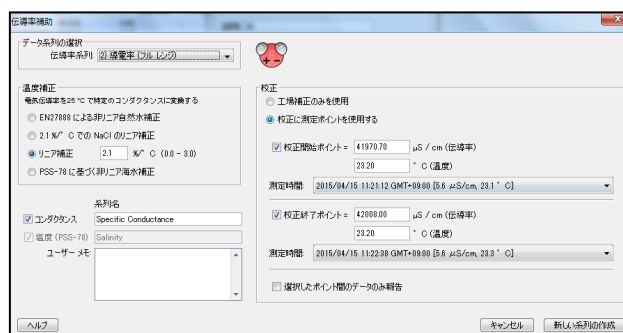 伝導率補助
データ系列の選択
伝導率系列: 2) 導電率 (フル レンジ)
温度補正
電気伝導率を25 °C で特定のコンダクタンスに変換する
EN27888 による非リニア自然水補正
2.1 %/° C での NaCl のリニア補正
リニア補正 2.1 %/° C (0.0 - 3.0)
PSS-78 に基づく非リニア海水補正
系列名
コンダクタンス Specific Conductance
塩度 (PSS-78) Salinity
ユーザー メモ:
校正
工場補正のみを使用
校正に測定ポイントを使用する
校正開始ポイント = 41970.70 μS / cm (伝導率)
23.20 ° C (温度)
測定時間: 2015/04/15 11:21:12 GMT+09:00 [5.6 μS/cm, 23.1 ° C]
校正終了ポイント = 42008.00 μS / cm (伝導率)
23.20 ° C (温度)
測定時間: 2015/04/15 11:22:38 GMT+09:00 [5.6 μS/cm, 23.3 ° C]
選択したポイント間のデータのみ報告
ヘルプ
キャンセル
新しい系列の作成